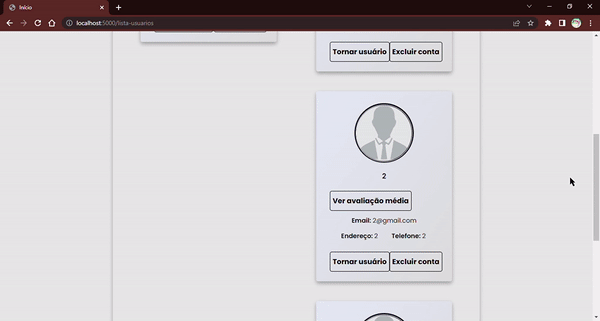 Início
localhost:5000/lista-usuarios
Tornar usuário Excluir conta
2
Ver avaliação média
Email: 2@gmail.com
Endereço: 2 Telefone: 2
Tornar usuário Excluir conta